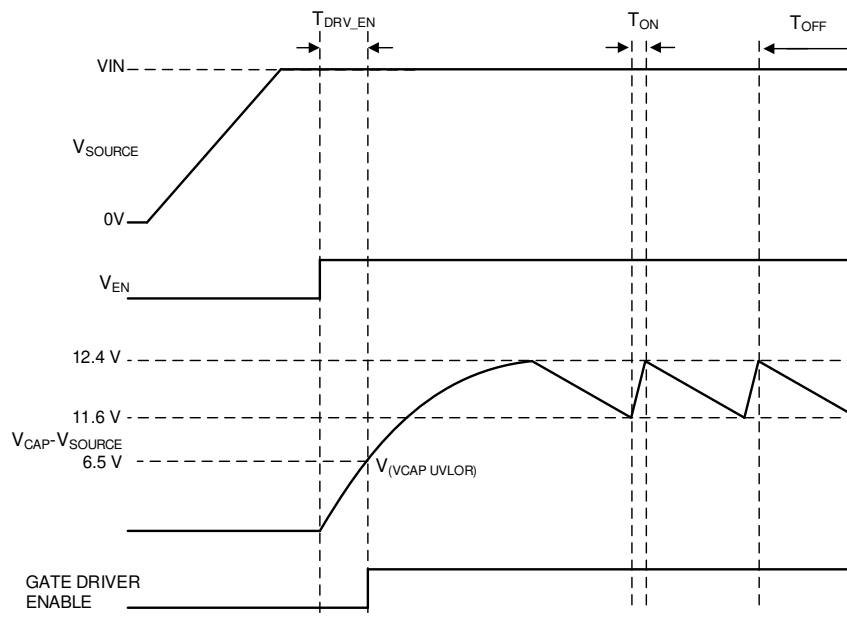 TDRV_EN
TON
TOFF
VIN
VSOURCE
0V
VEN
12.4 V
11.6 V
VCAP-VSOURCE
6.5 V
V(VCAP UVLOR)
GATE DRIVER
ENABLE